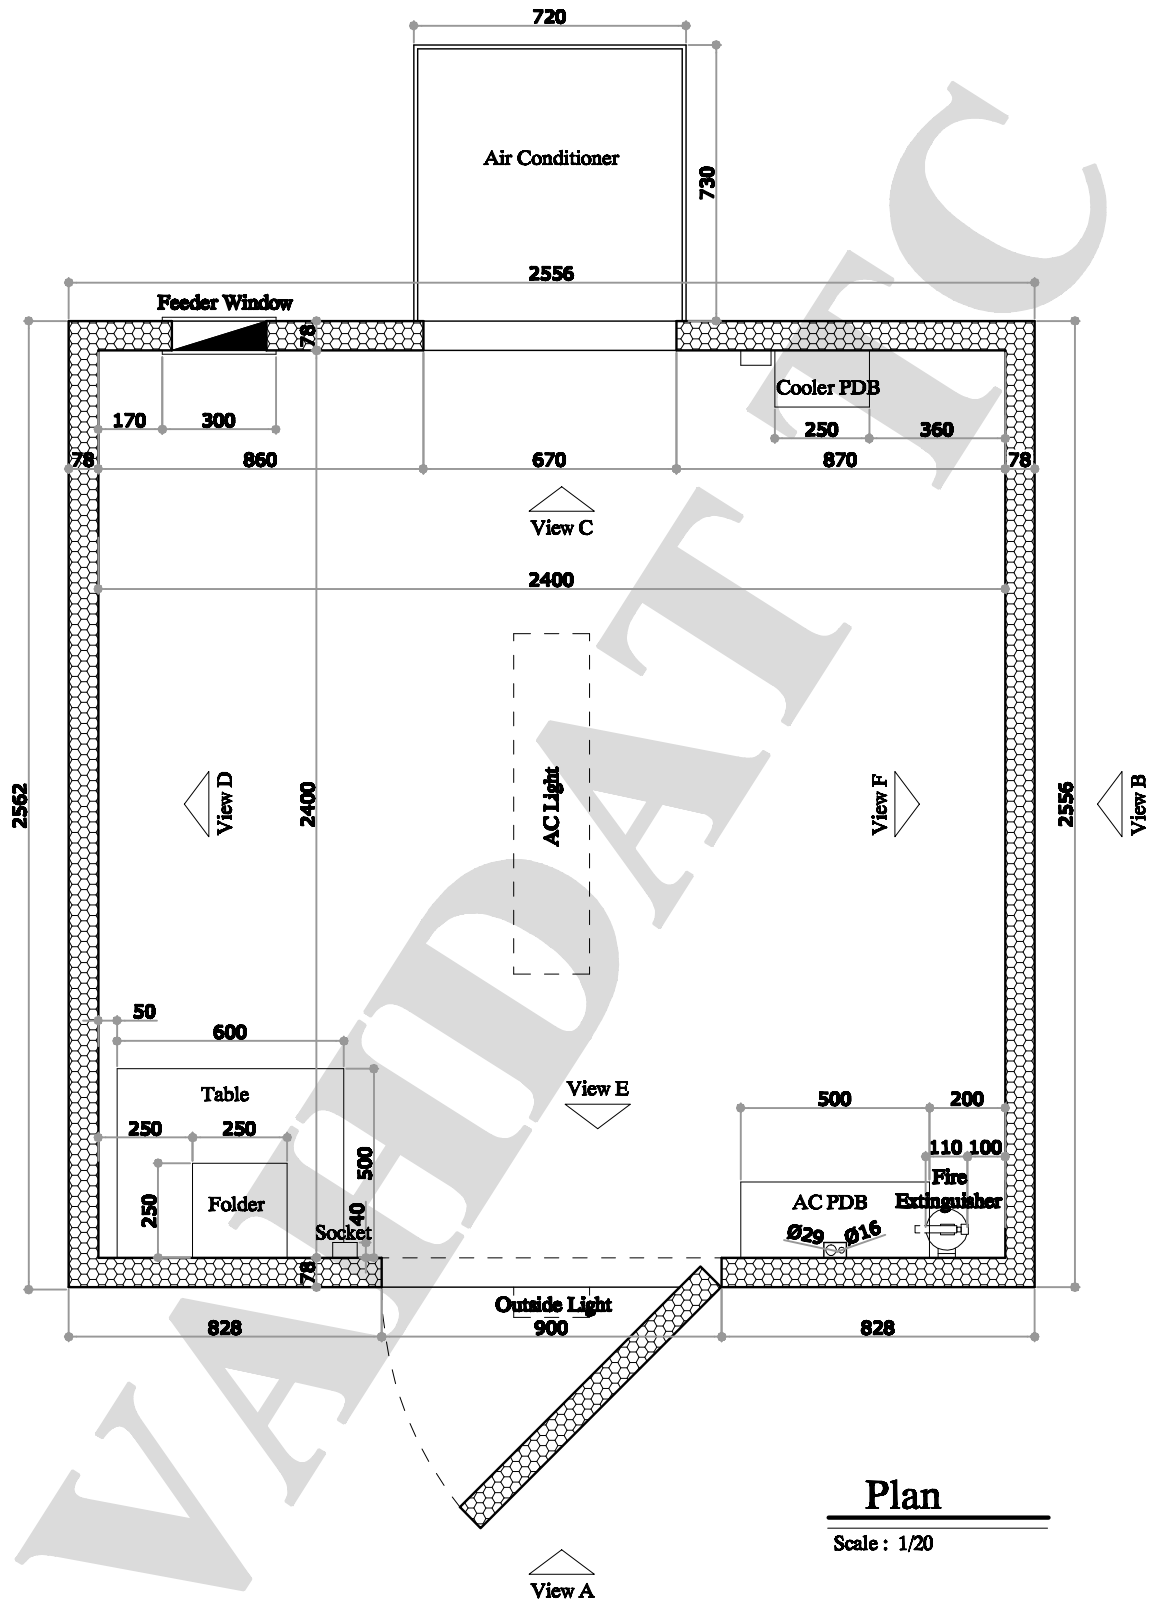 720
Air Conditioner
730
2556
Feeder Window
78
Cooler PDB
170
300
250
360
78
860
670
870
78
View C
2400
2562
View D
2400
AC Light
View F
2556
View B
50
600
Table
View E
500
200
250
250
500
110
100
Fire
Extinguisher
250
Folder
40
AC PDB
Socket
Ø29
Ø16
78
Outside Light
828
900
828
Plan
Scale : 1/20
View A
VAHDAT TC